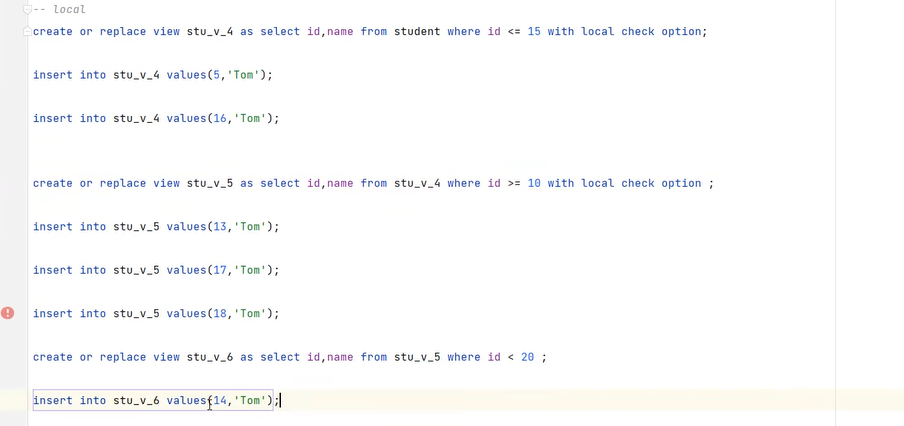 -- local
create or replace view stu_v_4 as select id,name from student where id <= 15 with local check option;
insert into stu_v_4 values(5,'Tom');
insert into stu_v_4 values(16,'Tom');
create or replace view stu_v_5 as select id,name from stu_v_4 where id >= 10 with local check option ;
insert into stu_v_5 values(13,'Tom');
insert into stu_v_5 values(17,'Tom');
insert into stu_v_5 values(18,'Tom');
create or replace view stu_v_6 as select id,name from stu_v_5 where id < 20 ;
insert into stu_v_6 values(14,'Tom');